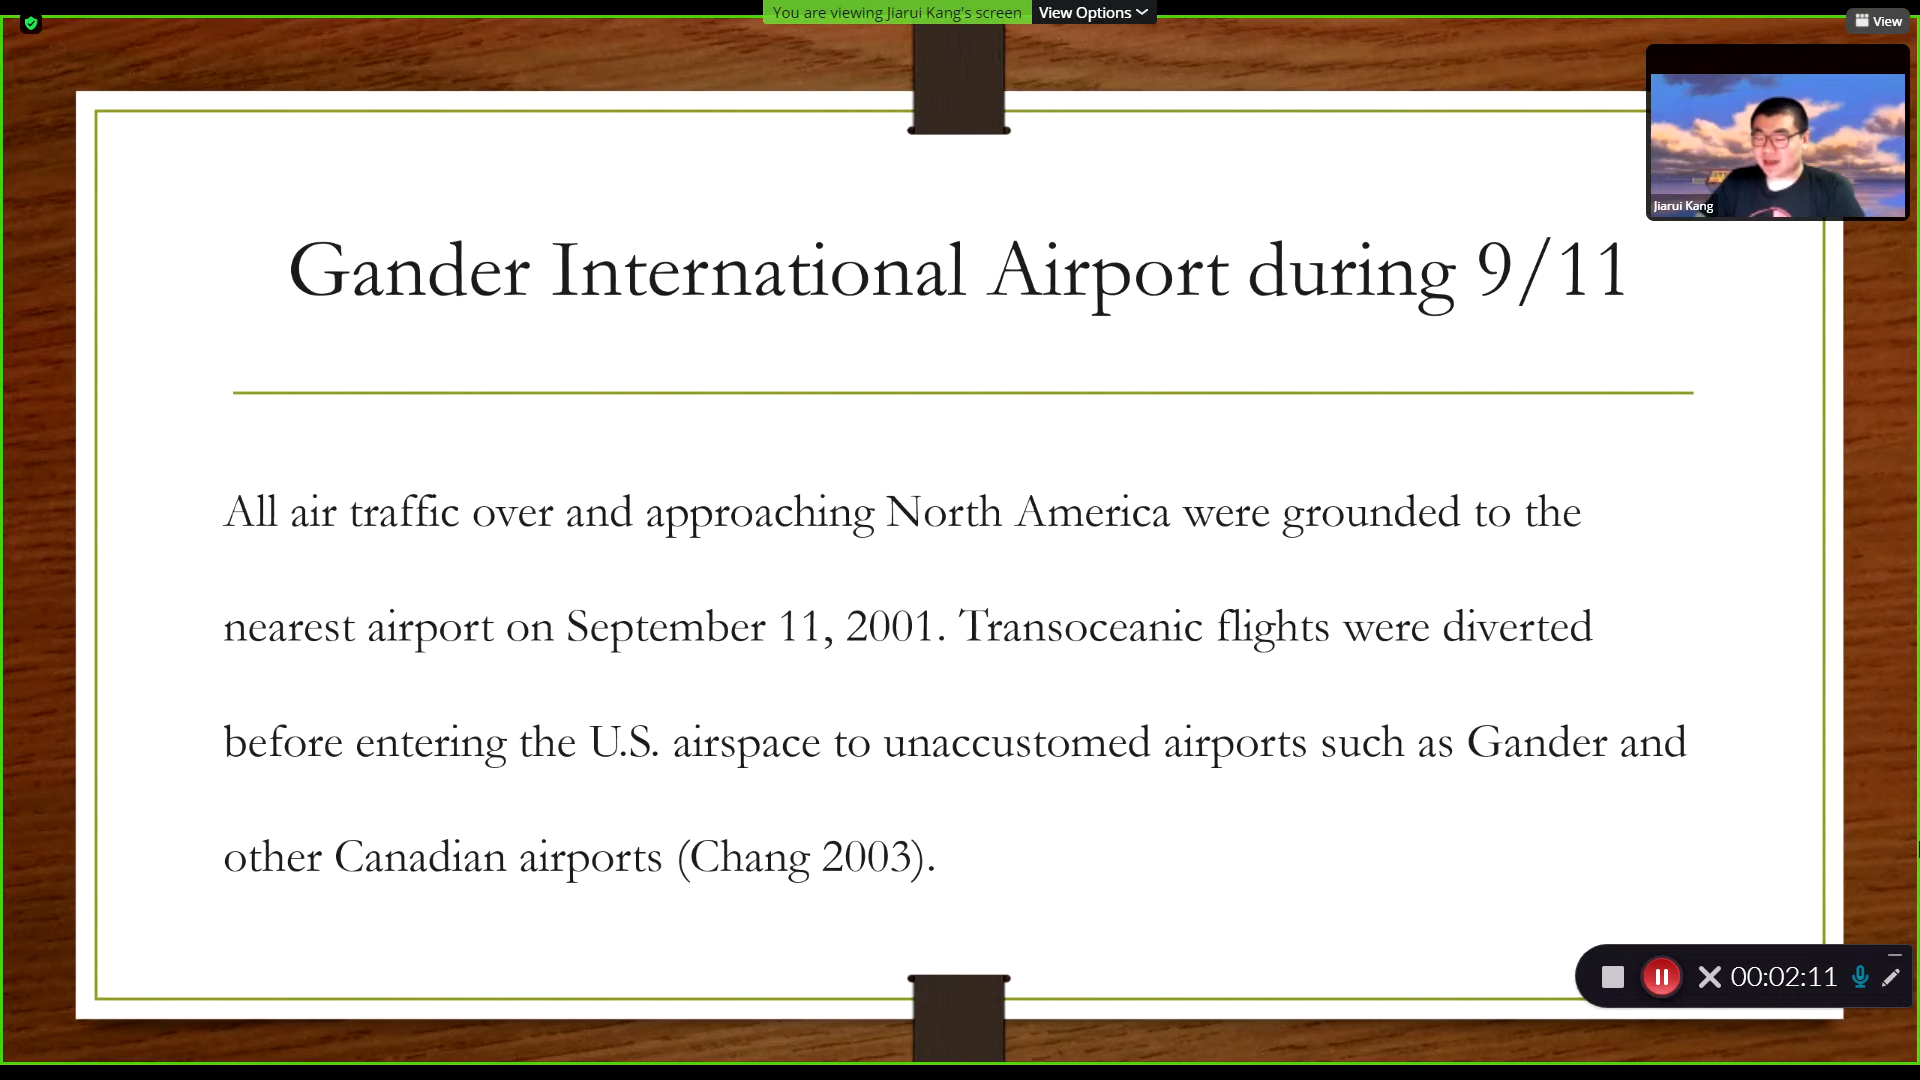 You are viewing Jiarui Kang's screen
View Options
View
Jiarui Kang
Gander International Airport during 9/11
All air traffic over and approaching North America were grounded to the
nearest airport on September 11, 2001. Transoceanic flights were diverted
before entering the U.S. airspace to unaccustomed airports such as Gander and
other Canadian airports (Chang 2003).
00:02:11